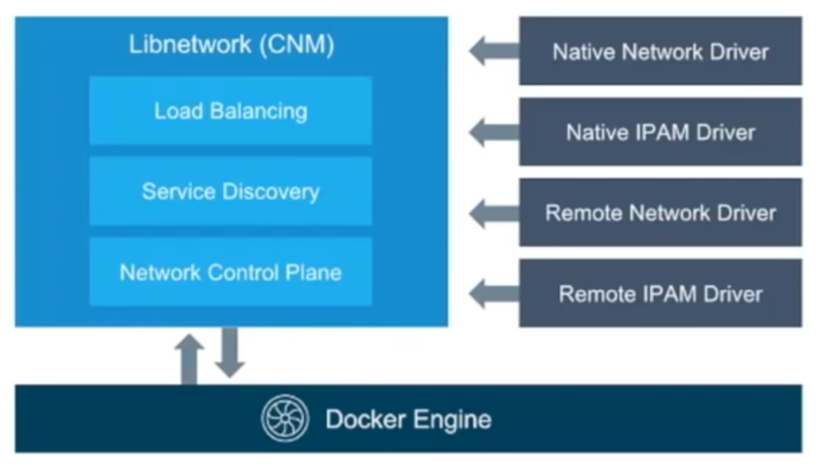 Libnetwork (CNM)
Load Balancing
Service Discovery
Network Control Plane
Native Network Driver
Native IPAM Driver
Remote Network Driver
Remote IPAM Driver
Docker Engine